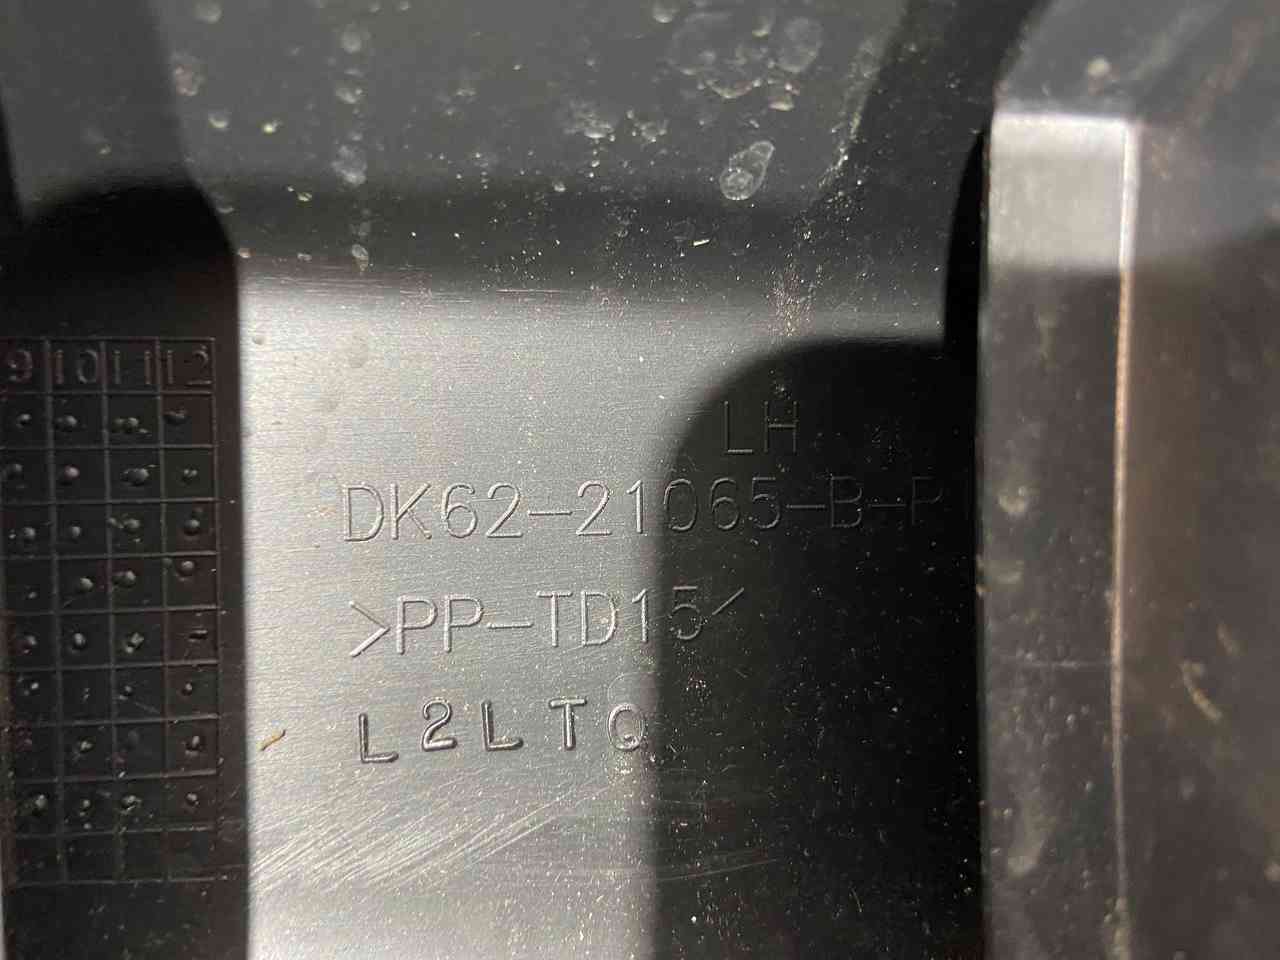 9 10 11 12
LH
DK62-21065-B-P
>PP-TD15<
L2LTQ